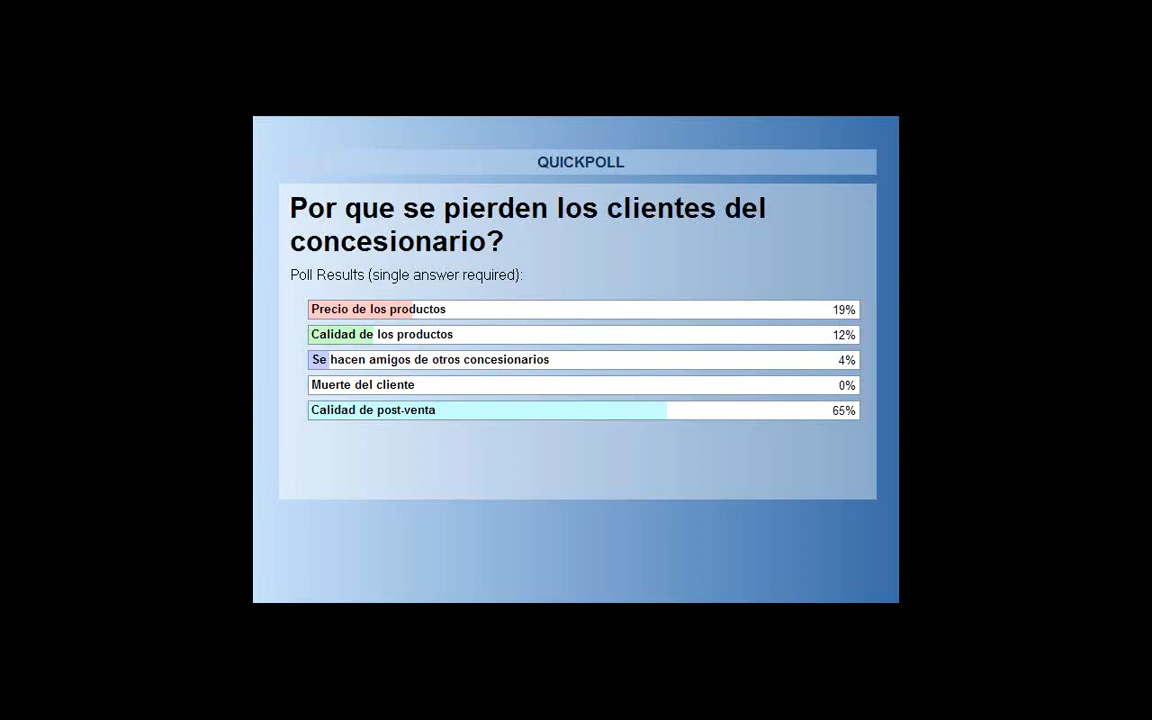 QUICKPOLL
Por que se pierden los clientes del
concesionario?
Poll Results (single answer required):
Precio de los productos 19%
Calidad de los productos 12%
Se hacen amigos de otros concesionarios 4%
Muerte del cliente 0%
Calidad de post-venta 65%